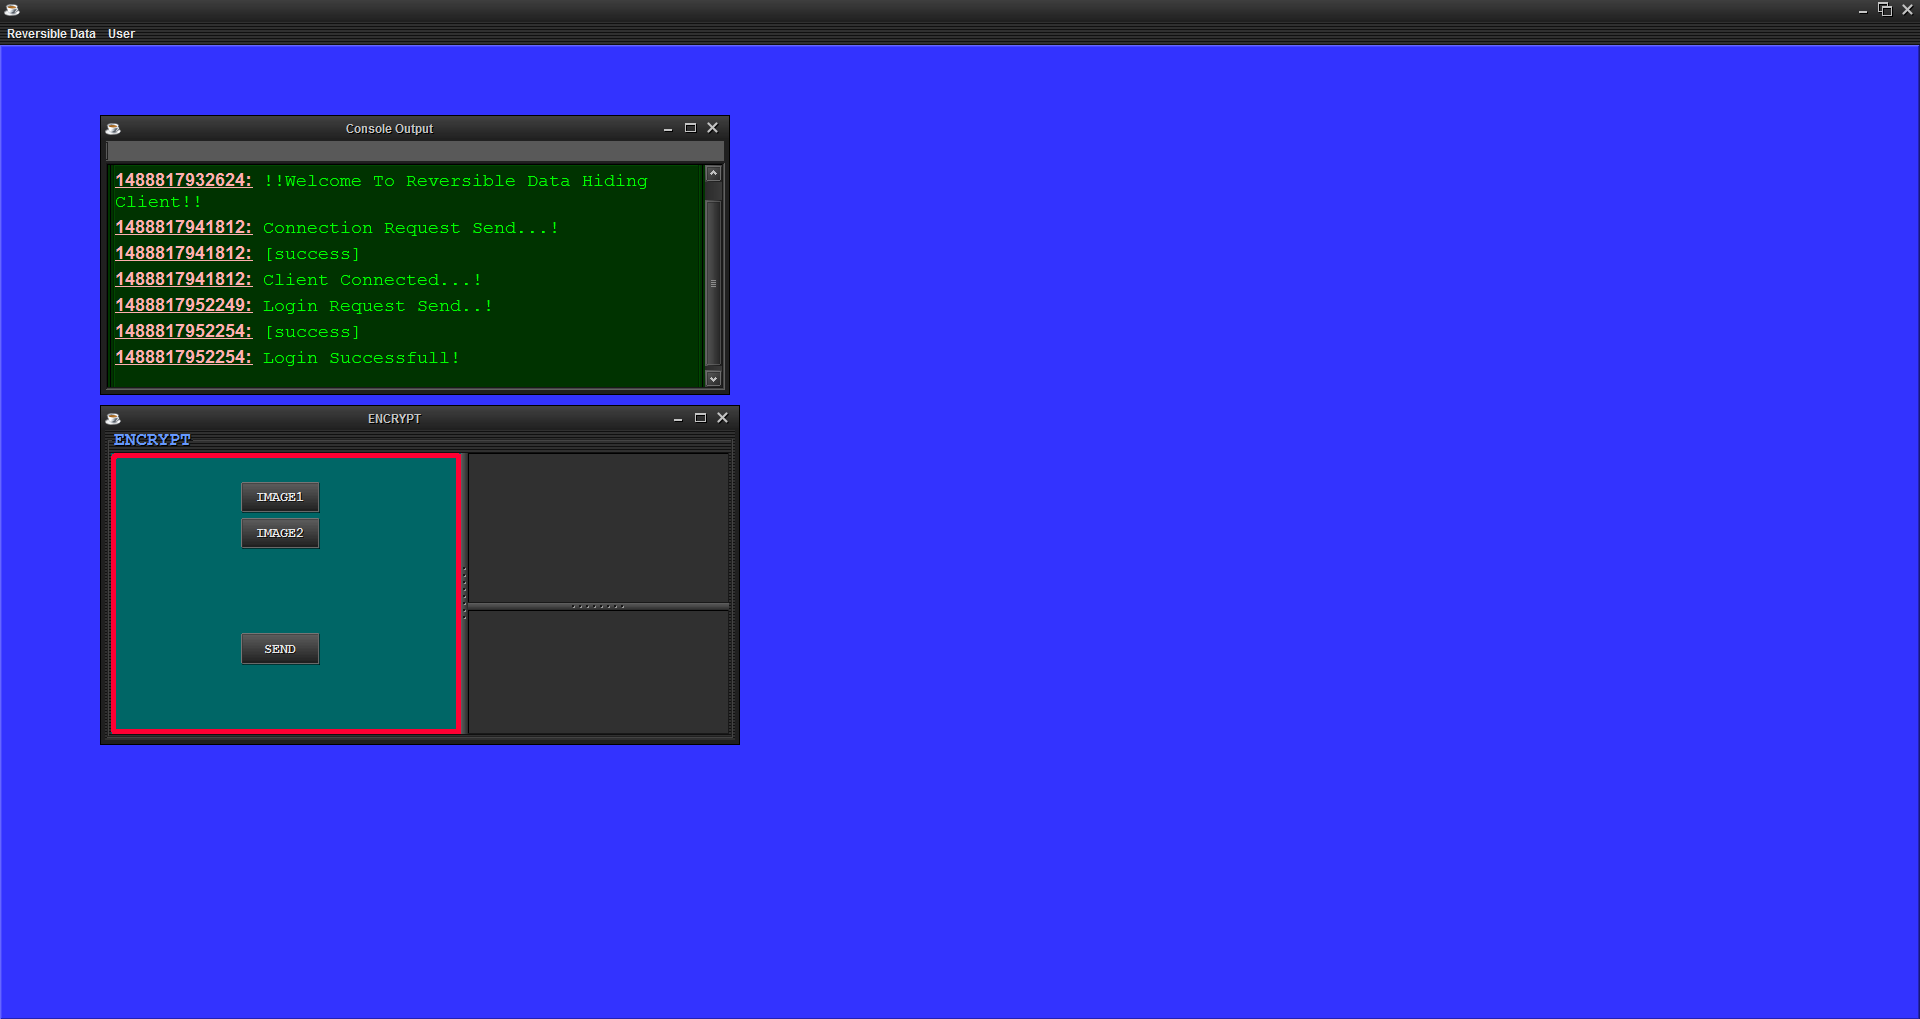 Reversible Data User
Console Output
1488817932624: !!Welcome To Reversible Data Hiding
Client!!
1488817941812: Connection Request Send...!
1488817941812: [success]
1488817941812: Client Connected...!
1488817952249: Login Request Send..!
1488817952254: [success]
1488817952254: Login Successfull!
ENCRYPT
ENCRYPT
IMAGE1
IMAGE2
SEND